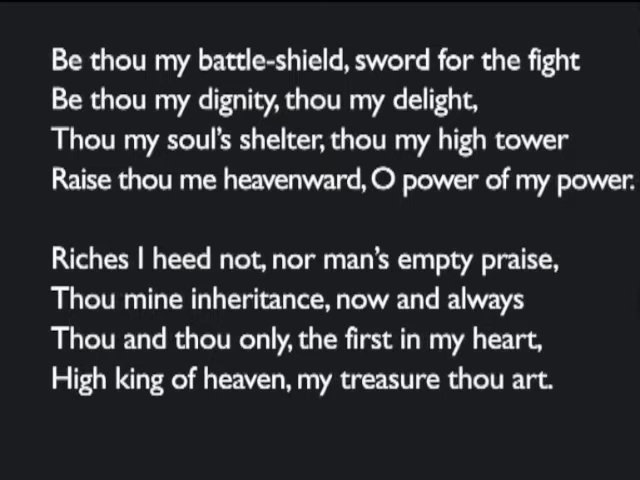 Be thou my battle-shield, sword for the fight
Be thou my dignity, thou my delight,
Thou my soul's shelter, thou my high tower
Raise thou me heavenward, O power of my power.
Riches I heed not, nor man's empty praise,
Thou mine inheritance, now and always
Thou and thou only, the first in my heart,
High king of heaven, my treasure thou art.